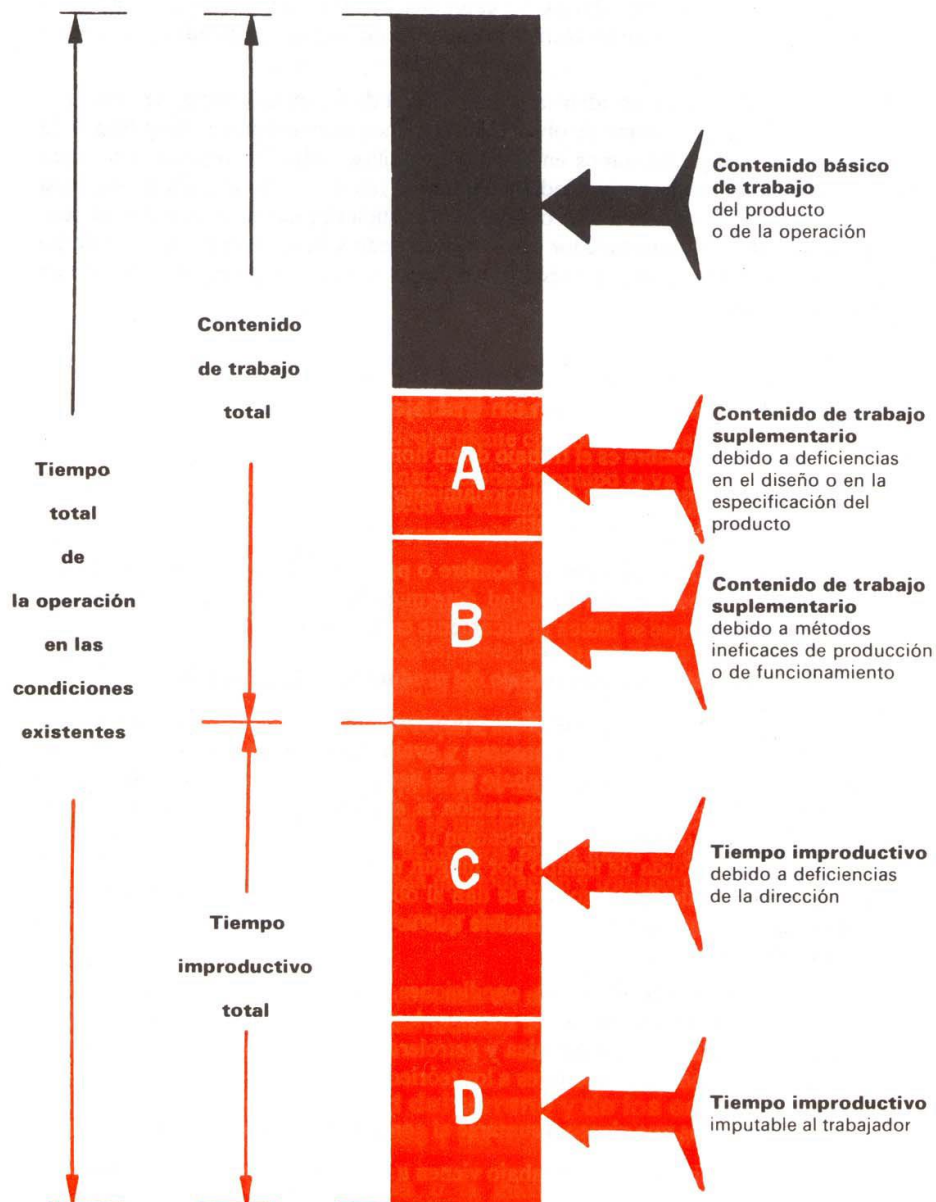 Contenido básico
de trabajo
del producto
o de la operación
Contenido
de trabajo
total
Tiempo
total
de
la operación
en las
condiciones
existentes
A
Contenido de trabajo
suplementario
debido a deficiencias
en el diseño o en la
especificación del
producto
B
Contenido de trabajo
suplementario
debido a métodos
ineficaces de producción
o de funcionamiento
C
Tiempo improductivo
debido a deficiencias
de la dirección
Tiempo
improductivo
total
D
Tiempo improductivo
imputable al trabajador